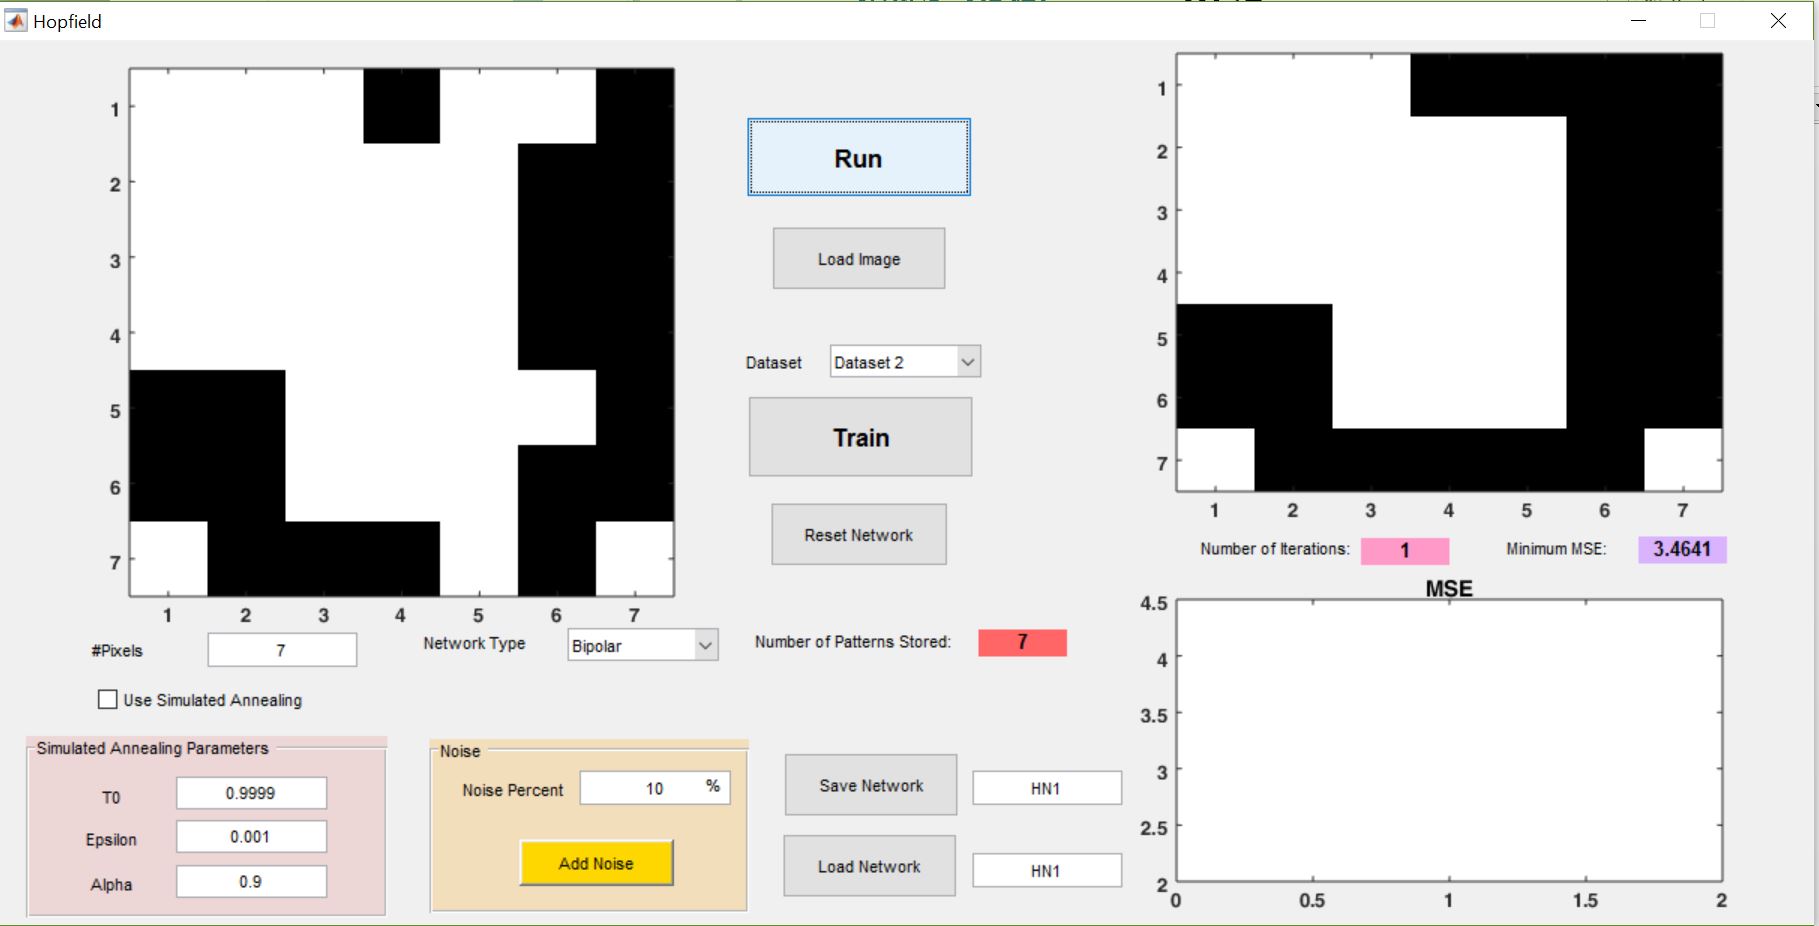 Hopfield
1
2
3
4
5
6
7
1 2 3 4 5 6 7
#Pixels 7
Network Type Bipolar
Use Simulated Annealing
Simulated Annealing Parameters
T0 0.9999
Epsilon 0.001
Alpha 0.9
Noise
Noise Percent 10 %
Add Noise
Run
Load Image
Dataset Dataset 2
Train
Reset Network
Number of Patterns Stored: 7
Save Network HN1
Load Network HN1
1
2
3
4
5
6
7
1 2 3 4 5 6 7
Number of Iterations: 1 Minimum MSE: 3.4641
MSE
4.5
4
3.5
3
2.5
2
0 0.5 1 1.5 2